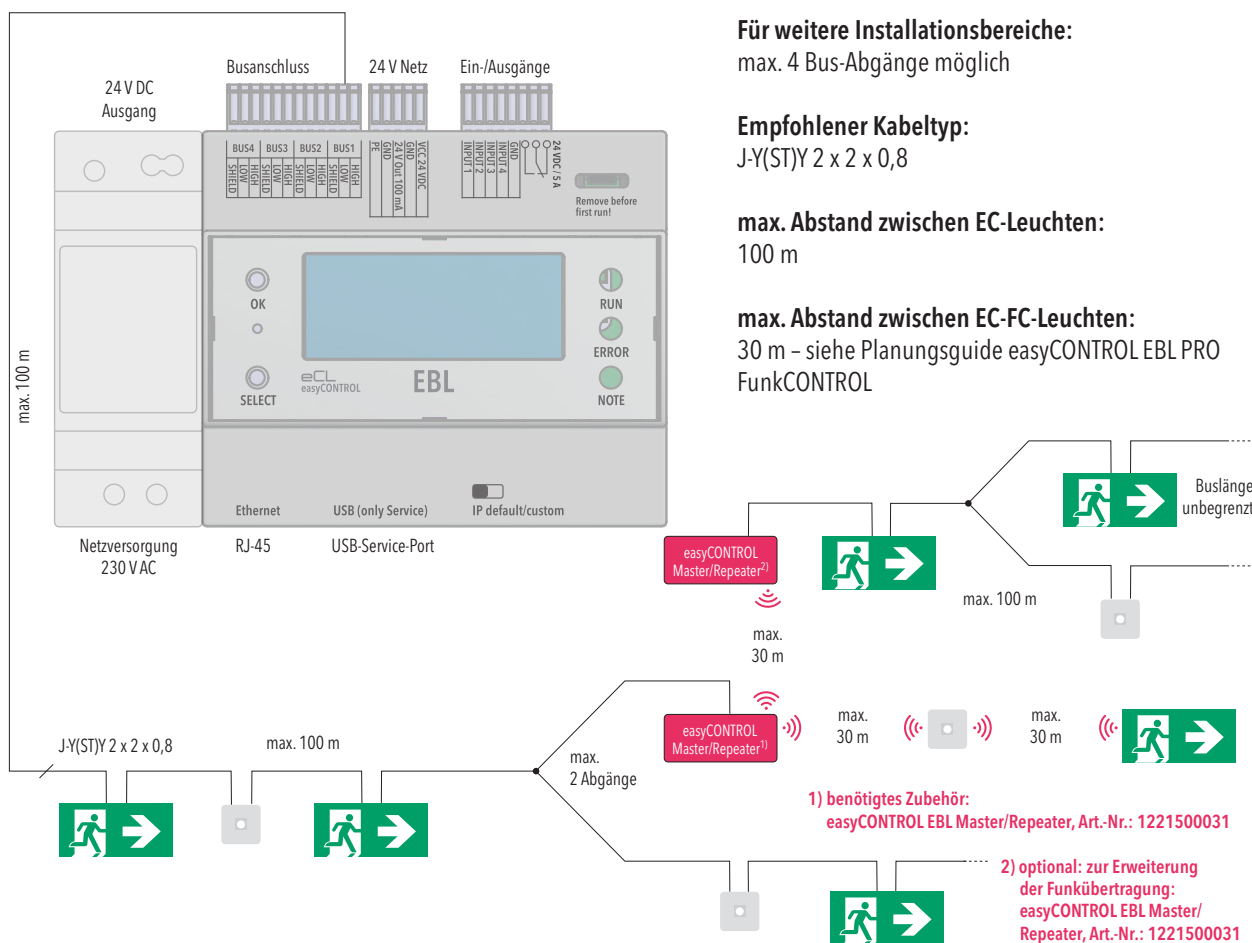 Für weitere Installationsbereiche:
max. 4 Bus-Abgänge möglich
Empfohlener Kabeltyp:
J-Y(ST)Y 2 x 2 x 0,8
max. Abstand zwischen EC-Leuchten:
100 m
max. Abstand zwischen EC-FC-Leuchten:
30 m – siehe Planungsguide easyCONTROL EBL PRO
FunkCONTROL
24 V DC
Ausgang
Busanschluss
24 V Netz
Ein-/Ausgänge
BUS4
BUS3
BUS2
BUS1
SHIELD
LOW
HIGH
SHIELD
LOW
HIGH
SHIELD
LOW
HIGH
SHIELD
LOW
HIGH
PE
GND
24 V Out 100 mA
GND
VCC 24 VDC
INPUT 1
INPUT 2
INPUT 3
INPUT 4
GND
24 VDC / 5 A
Remove before
first run!
OK
SELECT
eCL
easyCONTROL
EBL
RUN
ERROR
NOTE
max. 100 m
Ethernet
USB (only Service)
IP default/custom
Netzversorgung
230 V AC
RJ-45
USB-Service-Port
easyCONTROL
Master/Repeater2)
max. 100 m
Buslänge
unbegrenzt
max.
30 m
easyCONTROL
Master/Repeater1)
max.
30 m
max.
30 m
J-Y(ST)Y 2 x 2 x 0,8
max. 100 m
max.
2 Abgänge
1) benötigtes Zubehör:
easyCONTROL EBL Master/Repeater, Art.-Nr.: 1221500031
2) optional: zur Erweiterung
der Funkübertragung:
easyCONTROL EBL Master/
Repeater, Art.-Nr.: 1221500031